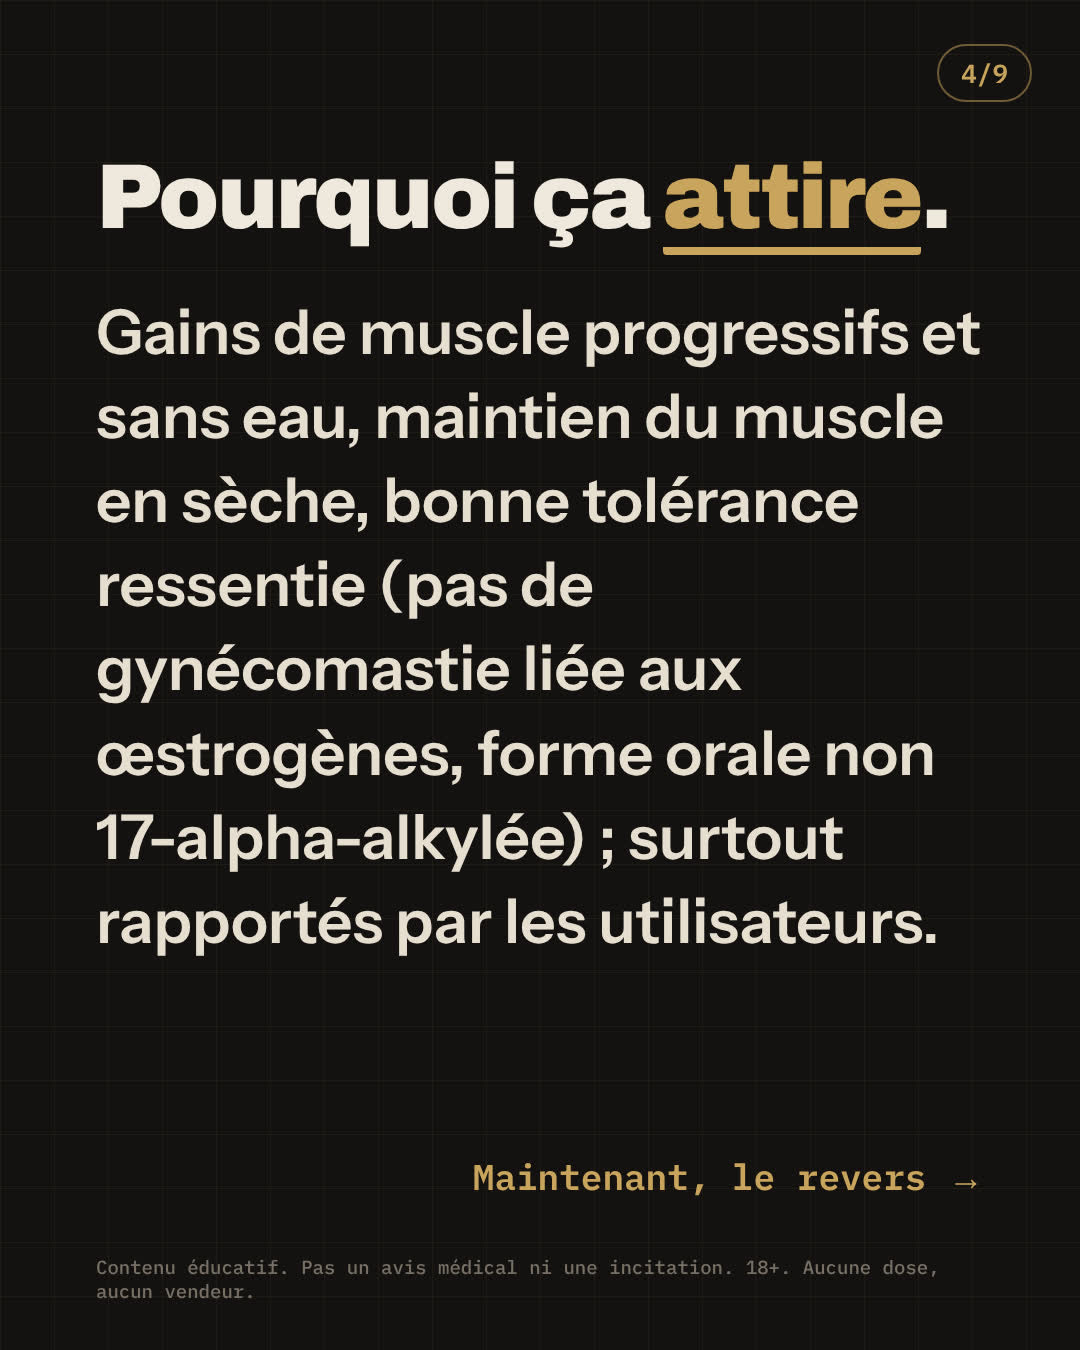 4/9
Pourquoi ça attire.
Gains de muscle progressifs et
sans eau, maintien du muscle
en sèche, bonne tolérance
ressentie (pas de
gynécomastie liée aux
œstrogènes, forme orale non
17-alpha-alkylée) ; surtout
rapportés par les utilisateurs.
Maintenant, le revers →
Contenu éducatif. Pas un avis médical ni une incitation. 18+. Aucune dose,
aucun vendeur.